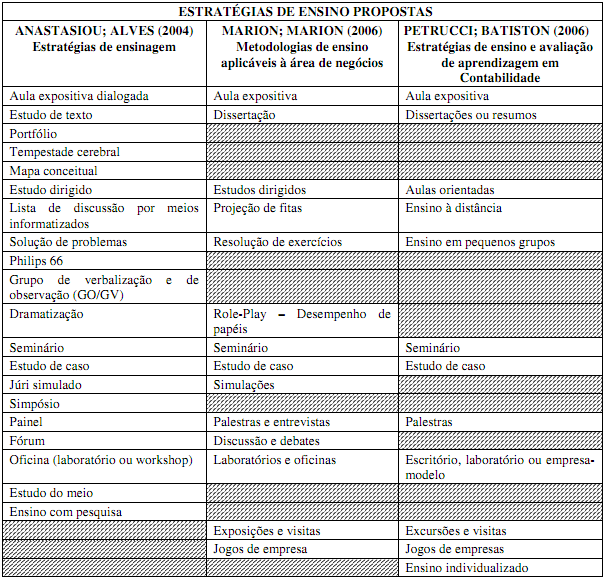 ESTRATÉGIAS DE ENSINO PROPOSTAS
ANASTASIOU; ALVES (2004)
Estratégias de ensinagem
MARION; MARION (2006)
Metodologias de ensino
aplicáveis à área de negócios
PETRUCCI; BATISTON (2006)
Estratégias de ensino e avaliação
de aprendizagem em
Contabilidade
Aula expositiva dialogada
Aula expositiva
Aula expositiva
Estudo de texto
Dissertação
Dissertações ou resumos
Portfólio
Tempestade cerebral
Mapa conceitual
Estudo dirigido
Estudos dirigidos
Aulas orientadas
Lista de discussão por meios
informatizados
Projeção de fitas
Ensino à distância
Solução de problemas
Resolução de exercícios
Ensino em pequenos grupos
Philips 66
Grupo de verbalização e de
observação (GO/GV)
Dramatização
Role-Play – Desempenho de
papéis
Seminário
Seminário
Seminário
Estudo de caso
Estudo de caso
Estudo de caso
Júri simulado
Simulações
Simpósio
Painel
Palestras e entrevistas
Palestras
Fórum
Discussão e debates
Oficina (laboratório ou workshop)
Laboratórios e oficinas
Escritório, laboratório ou empresa-
modelo
Estudo do meio
Ensino com pesquisa
Exposições e visitas
Excursões e visitas
Jogos de empresa
Jogos de empresas
Ensino individualizado